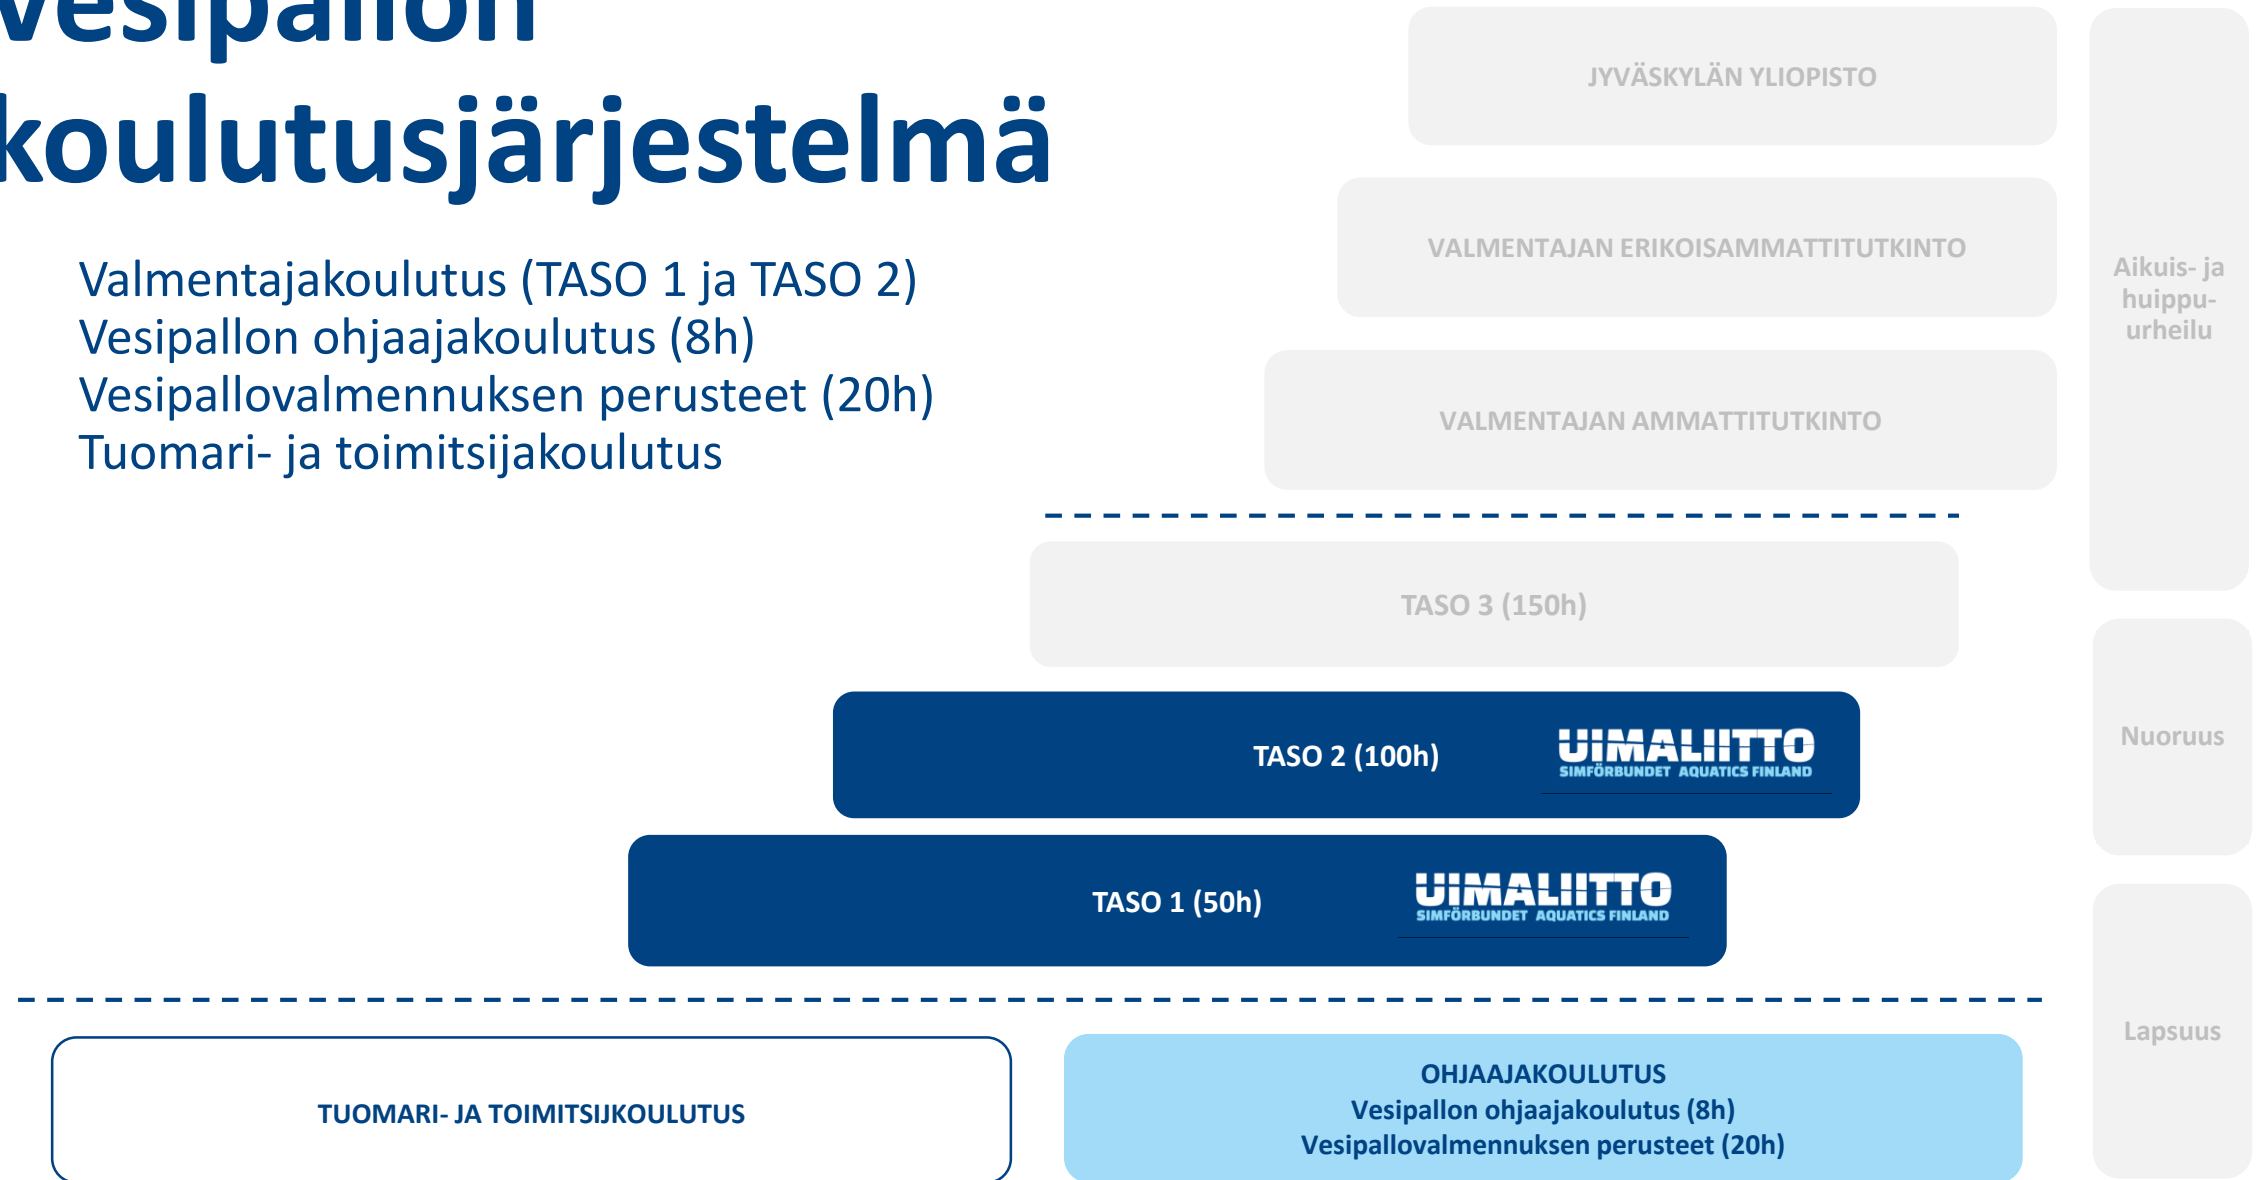 Vesipallon
koulutusjärjestelmä
Valmentajakoulutus (TASO 1 ja TASO 2)
Vesipallon ohjaajakoulutus (8h)
Vesipallovalmennuksen perusteet (20h)
Tuomari- ja toimitsijakoulutus
JYVÄSKYLÄN YLIOPISTO
VALMENTAJAN ERIKOISAMMATTITUTKINTO
VALMENTAJAN AMMATTITUTKINTO
Aikuis- ja
huippu-
urheilu
TASO 3 (150h)
TASO 2 (100h)
UIMALIITTO
SIMFÖRBUNDET AQUATICS FINLAND
Nuoruus
TASO 1 (50h)
UIMALIITTO
SIMFÖRBUNDET AQUATICS FINLAND
Lapsuus
TUOMARI- JA TOIMITSIJKOULUTUS
OHJAAJAKOULUTUS
Vesipallon ohjaajakoulutus (8h)
Vesipallovalmennuksen perusteet (20h)